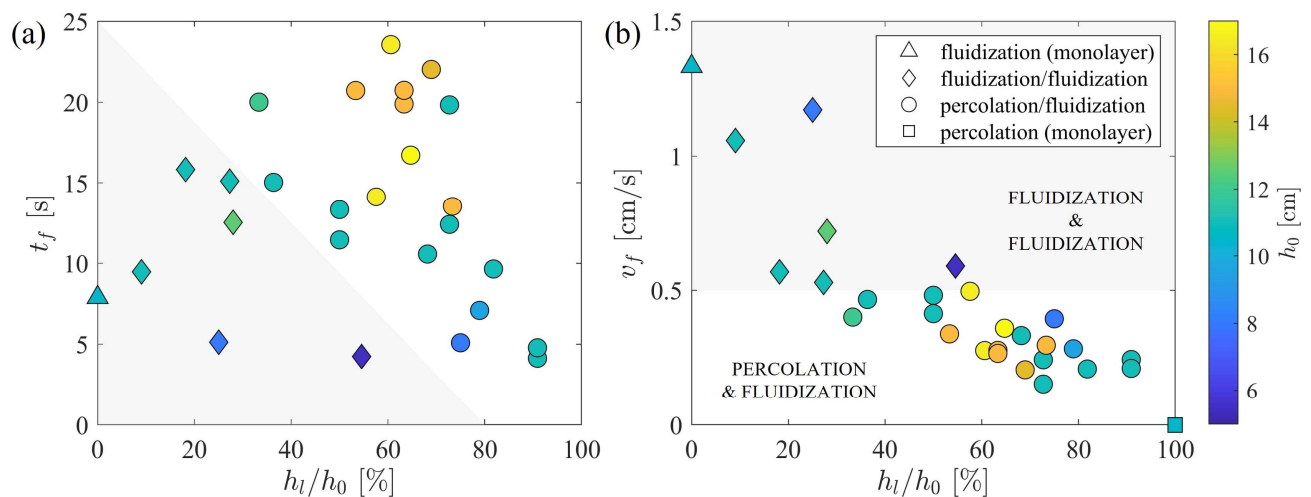 (a)
25
20
15
10
5
0
t_f [s]
0 20 40 60 80 100
h_l/h_0 [%]
(b)
1.5
1
0.5
0
v_f [cm/s]
fluidization (monolayer)
fluidization/fluidization
percolation/fluidization
percolation (monolayer)
FLUIDIZATION
&
FLUIDIZATION
PERCOLATION
& FLUIDIZATION
0 20 40 60 80 100
h_l/h_0 [%]
16
14
12
10
8
6
h_0 [cm]